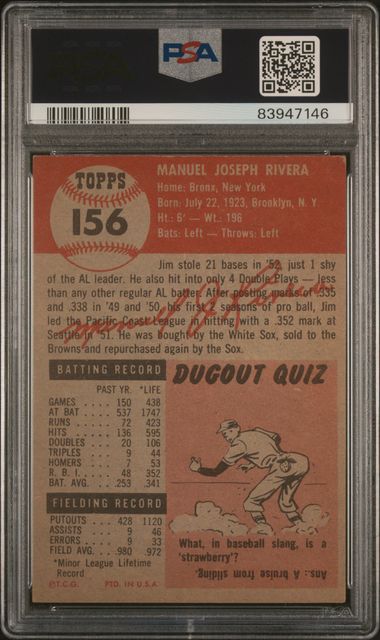 PSA
83947146
TOPPS
156
MANUEL JOSEPH RIVERA
Home: Bronx, New York
Born: July 22, 1923, Brooklyn, N. Y
Ht.: 6' — Wt.: 196
Bats: Left — Throws: Left
Jim stole 21 bases in '52, just 1 shy
of the AL leader. He also hit into only 4 Double Plays — less
than any other regular AL batter. After posting marks of .335
and .338 in '49 and '50, his first 2 seasons of pro ball, Jim
led the Pacific Coast League in hitting with a .352 mark at
Seattle in '51. He was bought by the White Sox, sold to the
Browns and repurchased again by the Sox.
BATTING RECORD
PAST YR. *LIFE
GAMES . . . 150 438
AT BAT . . . 537 1747
RUNS . . . 72 423
HITS . . . 136 595
DOUBLES . . 20 106
TRIPLES . . 9 44
HOMERS . . 7 53
R. B. I. . . . 48 352
BAT. AVG. . . .253 .341
FIELDING RECORD
PUTOUTS . . 428 1120
ASSISTS . . 9 46
ERRORS . . . 9 33
FIELD AVG. . . .980 .972
*Minor League Lifetime
Record
©T.C.G. PTD. IN U.S.A.
DUGOUT QUIZ
What, in baseball slang, is a
'strawberry'?
Ans.: A bruise from sliding.